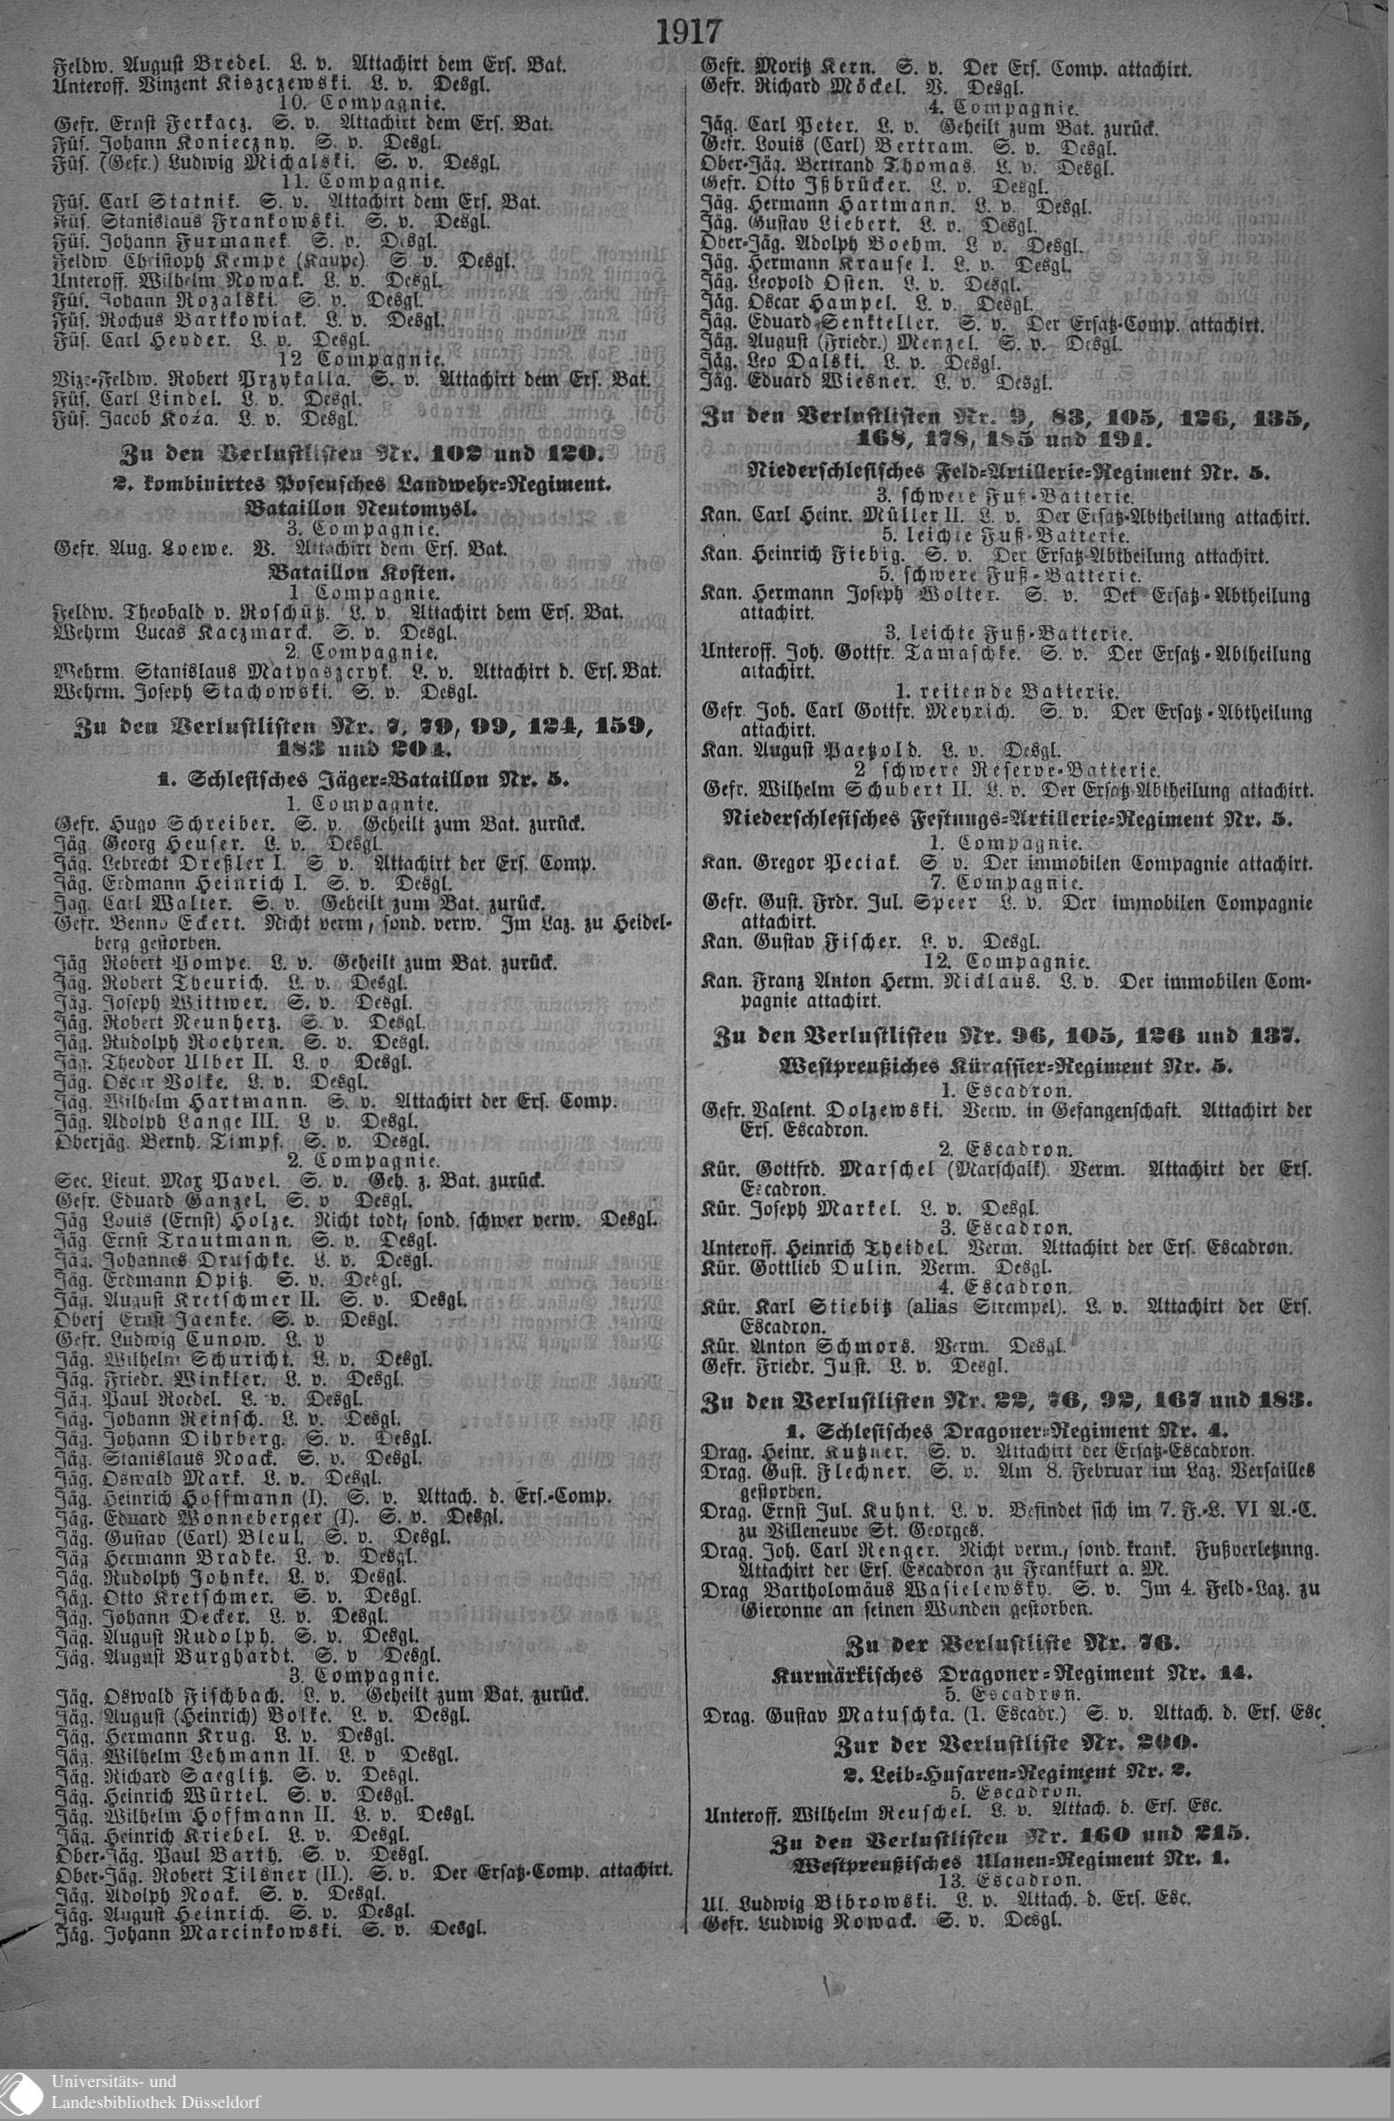 1917
Feldw. August Bredel. L. v. Attachirt dem Ers. Bat.
Unteroff. Vinzent Kiszczewski. L. v. Desgl.
10. Compagnie.
Gefr. Ernst Ferkacz. S. v. Attachirt dem Ers. Bat.
Füs. Johann Konieczny. S. v. Desgl.
Füs. (Gefr.) Ludwig Michalski. S. v. Desgl.
11. Compagnie.
Füs. Carl Statnik. S. v. Attachirt dem Ers. Bat.
Füs. Stanislaus Frankowski. S. v. Desgl.
Füs. Johann Furmanek. S. v. Desgl.
Feldw. Christoph Kempe (Kaupe) S. v. Desgl.
Unteroff. Wilhelm Nowak. L. v. Desgl.
Füs. Johann Rozalski. S. v. Desgl.
Füs. Rochus Bartkowiak. L. v. Desgl.
Füs. Carl Heyder. L. v. Desgl.
12 Compagnie.
Vize-Feldw. Robert Przykalla. S. v. Attachirt dem Ers. Bat.
Füs. Carl Lindel. L. v. Desgl.
Füs. Jacob Koza. L. v. Desgl.
Zu den Verlustlisten Nr. 102 und 120.
2. kombinirtes Posensches Landwehr-Regiment.
Bataillon Neutomysl.
3. Compagnie.
Gefr. Aug. Loewe. V. Attachirt dem Ers. Bat.
Bataillon Kosten.
1 Compagnie.
Feldw. Theobald v. Roschütz. L. v. Attachirt dem Ers. Bat.
Wehrm Lucas Kaczmarck. S. v. Desgl.
2. Compagnie.
Wehrm. Stanislaus Matyaszcryk. L. v. Attachirt d. Ers. Bat.
Wehrm. Joseph Stachowski. S. v. Desgl.
Zu den Verlustlisten Nr. 7, 79, 99, 124, 159,
183 und 204.
1. Schlesisches Jäger-Bataillon Nr. 5.
1. Compagnie.
Gefr. Hugo Schreiber. S. v. Geheilt zum Bat. zurück.
Jäg. Georg Heuser. L. v. Desgl.
Jäg. Lebrecht Dreßler I. S v. Attachirt der Ers. Comp.
Jäg. Erdmann Heinrich I. S. v. Desgl.
Jäg. Carl Walter. S. v. Geheilt zum Bat. zurück.
Gefr. Benno Eckert. Nicht verm, sond. verw. Im Laz. zu Heidel-
berg gestorben.
Jäg Robert Pompe. L. v. Geheilt zum Bat. zurück.
Jäg. Robert Theurich. L. v. Desgl.
Jäg. Joseph Wittwer. S. v. Desgl.
Jäg. Robert Neunherz. S. v. Desgl.
Jäg. Rudolph Roehren. S. v. Desgl.
Jäg. Theodor Ulber II. L. v. Desgl.
Jäg. Oscar Volke. L. v. Desgl.
Jäg. Wilhelm Hartmann. S. v. Attachirt der Ers. Comp.
Jäg. Adolph Lange III. L v. Desgl.
Oberjäg. Bernh. Timpf. S. v. Desgl.
2. Compagnie.
Sec. Lieut. Max Pavel. S. v. Geh. z. Bat. zurück.
Gefr. Eduard Ganzel. S. v Desgl.
Jäg Louis (Ernst) Holze. Nicht todt, sond. schwer verw. Desgl.
Jäg. Ernst Trautmann. S. v. Desgl.
Jäg. Johannes Druschke. L. v. Desgl.
Jäg. Erdmann Opitz. S. v. Desgl.
Jäg. August Kretschmer II. S. v. Desgl.
Oberj Ernst Jaenke. S. v. Desgl.
Gefr. Ludwig Cunow. L. v
Jäg. Wilhelm Schuricht. L. v. Desgl.
Jäg. Friedr. Winkler. L. v. Desgl.
Jäg. Paul Roedel. L. v. Desgl.
Jäg. Johann Reinsch. L. v. Desgl.
Jäg. Johann Dihrberg. S. v. Desgl.
Jäg. Stanislaus Noack. S. v. Desgl.
Jäg. Oswald Mark. L. v. Desgl.
Jäg. Heinrich Hoffmann (I). S. v. Attach. d. Ers.-Comp.
Jäg. Eduard Wonneberger (I). S. v. Desgl.
Jäg. Gustav (Carl) Bleul. S. v. Desgl.
Jäg Hermann Bradke. L. v. Desgl.
Jäg. Rudolph Johnke. L. v. Desgl.
Jäg. Otto Kretschmer. S. v. Desgl.
Jäg. Johann Decker. L. v. Desgl.
Jäg. August Rudolph. S. v. Desgl.
Jäg. August Burghardt. S. v Desgl.
3. Compagnie.
Jäg. Oswald Fischbach. L. v. Geheilt zum Bat. zurück.
Jäg. August (Heinrich) Bolke. L. v. Desgl.
Jäg. Hermann Krug. L. v. Desgl.
Jäg. Wilhelm Lehmann II. L. v Desgl.
Jäg. Richard Saeglitz. S. v. Desgl.
Jäg. Heinrich Würtel. S. v. Desgl.
Jäg. Wilhelm Hoffmann II. L. v. Desgl.
Jäg. Heinrich Kriebel. L. v. Desgl.
Ober-Jäg. Paul Barth. S. v. Desgl.
Ober-Jäg. Robert Tilsner (II.). S. v. Der Ersatz-Comp. attachirt.
Jäg. Adolph Noak. S. v. Desgl.
Jäg. August Heinrich. S. v. Desgl.
Jäg. Johann Marcinkowski. S. v. Desgl.
Gefr. Moritz Kern. S. v. Der Ers. Comp. attachirt.
Gefr. Richard Möckel. V. Desgl.
4. Compagnie.
Jäg. Carl Peter. L. v. Geheilt zum Bat. zurück.
Gefr. Louis (Carl) Bertram. S. v. Desgl.
Ober-Jäg. Bertrand Thomas. L. v. Desgl.
Gefr. Otto Ißbrücker. L. v. Desgl.
Jäg. Hermann Hartmann. L. v. Desgl.
Jäg. Gustav Liebert. L. v. Desgl.
Ober-Jäg. Adolph Boehm. L. v. Desgl.
Jäg. Hermann Krause I. L. v. Desgl.
Jäg. Leopold Osten. L. v. Desgl.
Jäg. Oscar Hampel. L. v. Desgl.
Jäg. Eduard Senkteller. S. v. Der Ersatz-Comp. attachirt.
Jäg. August (Friedr.) Menzel. S. v. Desgl.
Jäg. Leo Dalski. L. v. Desgl.
Jäg. Eduard Wiesner. L. v. Desgl.
Zu den Verlustlisten Nr. 9, 83, 105, 126, 135,
168, 178, 185 und 191.
Niederschlesisches Feld-Artillerie-Regiment Nr. 5.
3. schwere Fuß-Batterie.
Kan. Carl Heinr. Müller II. L. v. Der Ersatz-Abtheilung attachirt.
5. leichte Fuß-Batterie.
Kan. Heinrich Fiebig. S. v. Der Ersatz-Abtheilung attachirt.
5. schwere Fuß-Batterie.
Kan. Hermann Joseph Wolter. S. v. Der Ersatz-Abtheilung
attachirt.
3. leichte Fuß-Batterie.
Unteroff. Joh. Gottfr. Tamaschke. S. v. Der Ersatz-Abtheilung
attachirt.
1. reitende Batterie.
Gefr. Joh. Carl Gottfr. Meyrich. S. v. Der Ersatz-Abtheilung
attachirt.
Kan. August Paetzold. L. v. Desgl.
2 schwere Reserve-Batterie.
Gefr. Wilhelm Schubert II. L. v. Der Ersatz-Abtheilung attachirt.
Niederschlesisches Festungs-Artillerie-Regiment Nr. 5.
1. Compagnie.
Kan. Gregor Peciak. S v. Der immobilen Compagnie attachirt.
7. Compagnie.
Gefr. Gust. Frdr. Jul. Speer L. v. Der immobilen Compagnie
attachirt.
Kan. Gustav Fischer. L. v. Desgl.
12. Compagnie.
Kan. Franz Anton Herm. Nicklaus. L. v. Der immobilen Com-
pagnie attachirt.
Zu den Verlustlisten Nr. 96, 105, 126 und 137.
Westpreußiches Kürassier-Regiment Nr. 5.
1. Escadron.
Gefr. Valent. Dolzewski. Verw. in Gefangenschaft. Attachirt der
Ers. Escadron.
2. Escadron.
Kür. Gottfrd. Marschel (Marschalk). Verm. Attachirt der Ers.
Escadron.
Kür. Joseph Markel. L. v. Desgl.
3. Escadron.
Unteroff. Heinrich Theidel. Verm. Attachirt der Ers. Escadron.
Kür. Gottlieb Dulin. Verm. Desgl.
4. Escadron.
Kür. Karl Stiebitz (alias Strempel). L. v. Attachirt der Ers.
Escadron.
Kür. Anton Schmors. Verm. Desgl.
Gefr. Friedr. Just. L. v. Desgl.
Zu den Verlustlisten Nr. 22, 76, 92, 167 und 183.
1. Schlesisches Dragoner-Regiment Nr. 4.
Drag. Heinr. Kutzner. S. v. Attachirt der Ersatz-Escadron.
Drag. Gust. Flechner. S. v. Am 8. Februar im Laz. Versailles
gestorben.
Drag. Ernst Jul. Kuhnt. L. v. Befindet sich im 7. F.-L. VI A.-C.
zu Villeneuve St. Georges.
Drag. Joh. Carl Renger. Nicht verm., sond. krank. Fußverletzung.
Attachirt der Ers. Escadron zu Frankfurt a. M.
Drag Bartholomäus Wasielewsky. S. v. Im 4. Feld-Laz. zu
Gieronne an seinen Wunden gestorben.
Zu der Verlustliste Nr. 76.
Kurmärkisches Dragoner-Regiment Nr. 14.
5. Escadron.
Drag. Gustav Matuschka. (1. Escadr.) S. v. Attach. d. Ers. Esc
Zur der Verlustliste Nr. 200.
2. Leib-Husaren-Regiment Nr. 2.
5. Escadron.
Unteroff. Wilhelm Reuschel. L. v. Attach. d. Ers. Esc.
Zu den Verlustlisten Nr. 160 und 215.
Westpreußisches Ulanen-Regiment Nr. 1.
13. Escadron.
Ul. Ludwig Bibrowski. L. v. Attach. d. Ers. Esc.
Gefr. Ludwig Nowack. S. v. Desgl.
Universitäts- und
Landesbibliothek Düsseldorf